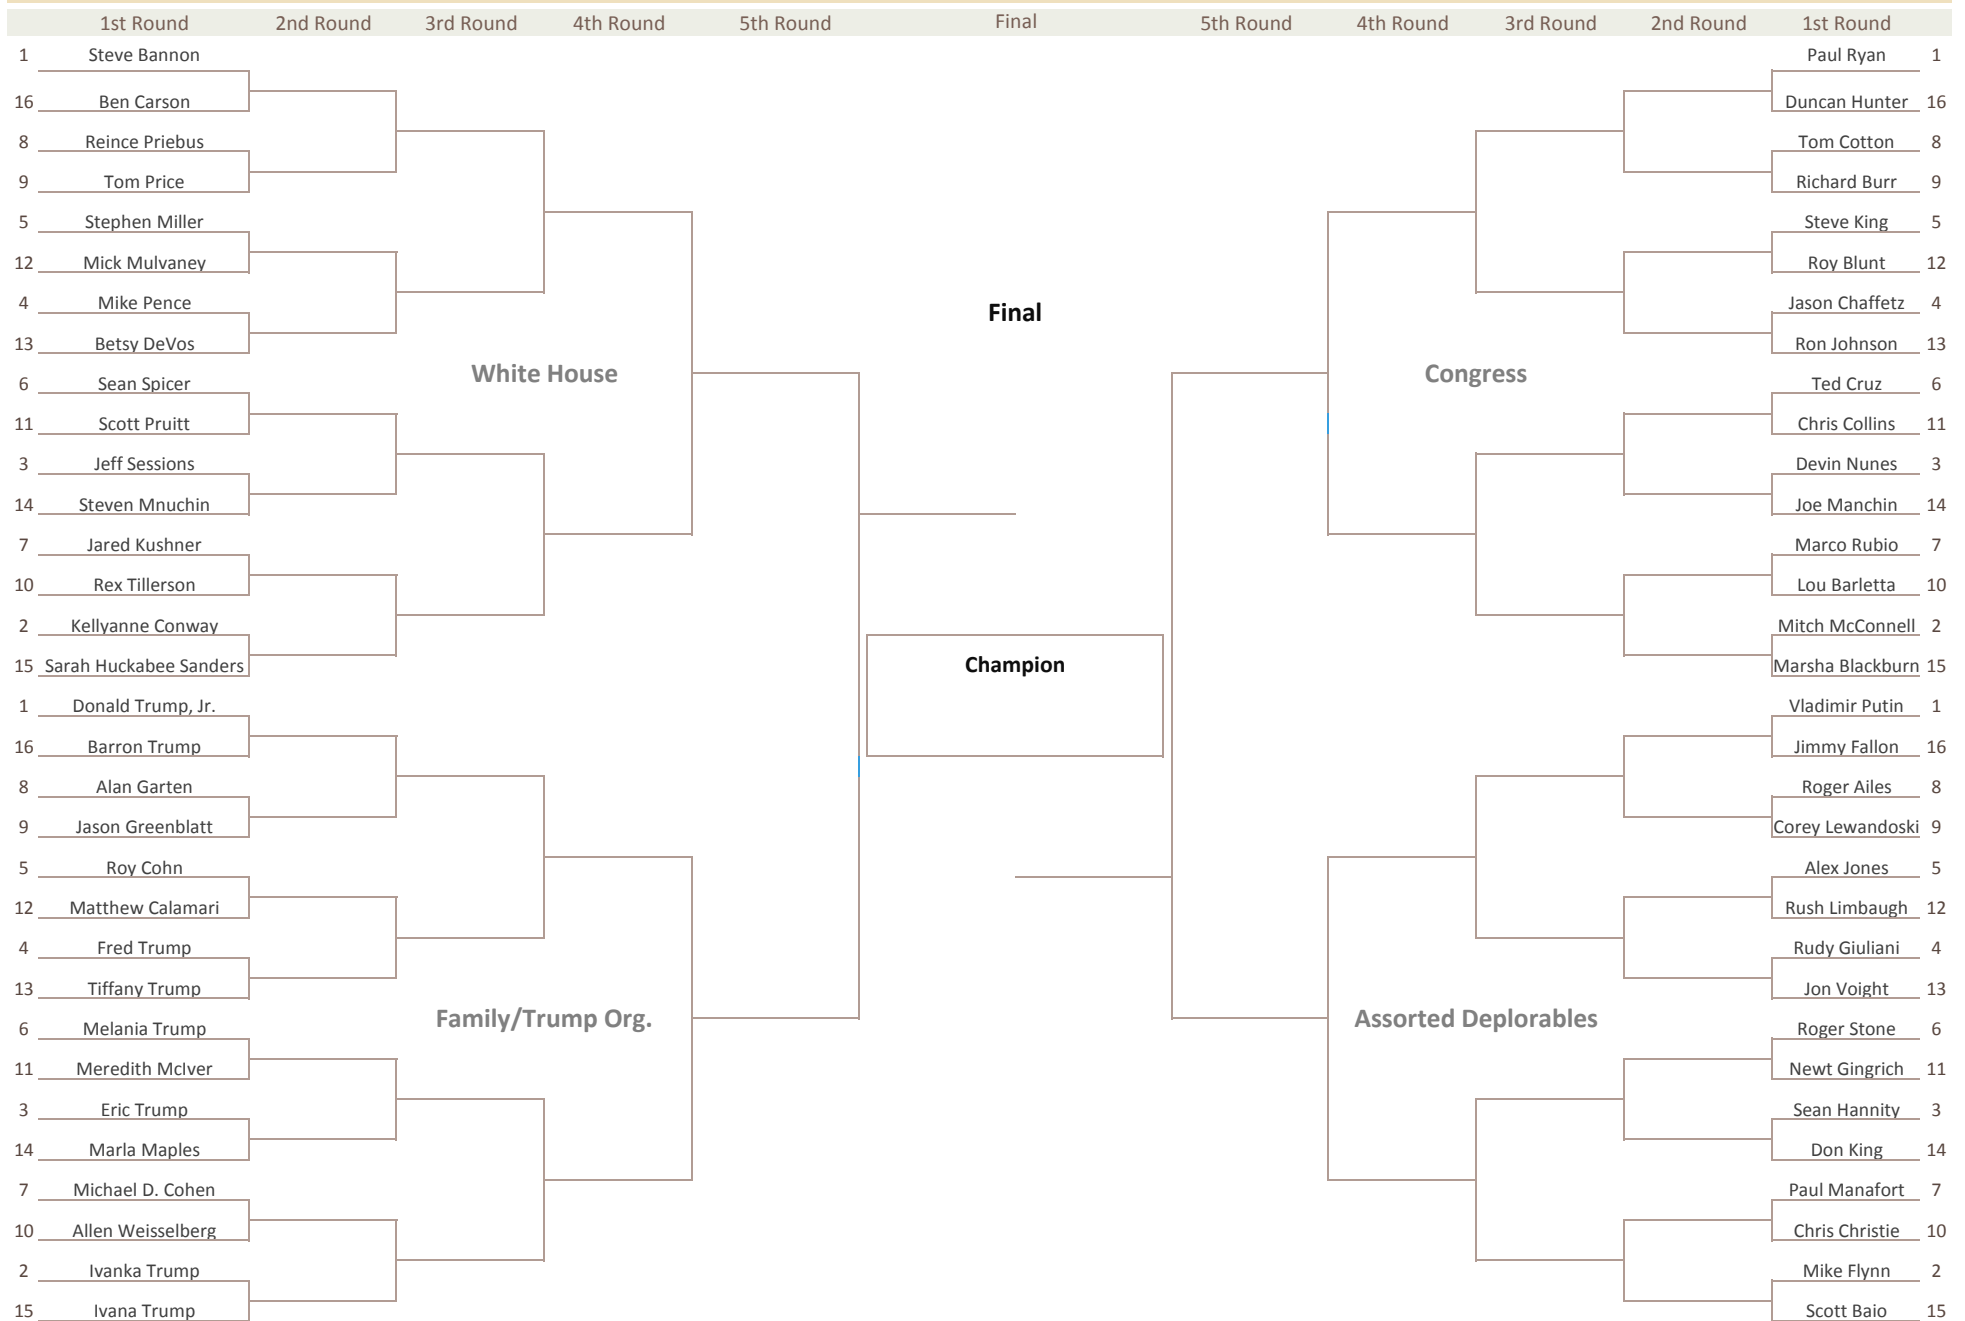 1st Round 2nd Round 3rd Round 4th Round 5th Round Final 5th Round 4th Round 3rd Round 2nd Round 1st Round
1 Steve Bannon
16 Ben Carson
8 Reince Priebus
9 Tom Price
5 Stephen Miller
12 Mick Mulvaney
4 Mike Pence
13 Betsy DeVos
White House
6 Sean Spicer
11 Scott Pruitt
3 Jeff Sessions
14 Steven Mnuchin
7 Jared Kushner
10 Rex Tillerson
2 Kellyanne Conway
15 Sarah Huckabee Sanders
1 Donald Trump, Jr.
16 Barron Trump
8 Alan Garten
9 Jason Greenblatt
5 Roy Cohn
12 Matthew Calamari
4 Fred Trump
13 Tiffany Trump
Family/Trump Org.
6 Melania Trump
11 Meredith McIver
3 Eric Trump
14 Marla Maples
7 Michael D. Cohen
10 Allen Weisselberg
2 Ivanka Trump
15 Ivana Trump
Final
Champion
Paul Ryan 1
Duncan Hunter 16
Tom Cotton 8
Richard Burr 9
Steve King 5
Roy Blunt 12
Jason Chaffetz 4
Ron Johnson 13
Congress
Ted Cruz 6
Chris Collins 11
Devin Nunes 3
Joe Manchin 14
Marco Rubio 7
Lou Barletta 10
Mitch McConnell 2
Marsha Blackburn 15
Vladimir Putin 1
Jimmy Fallon 16
Roger Ailes 8
Corey Lewandoski 9
Alex Jones 5
Rush Limbaugh 12
Rudy Giuliani 4
Jon Voight 13
Assorted Deplorables
Roger Stone 6
Newt Gingrich 11
Sean Hannity 3
Don King 14
Paul Manafort 7
Chris Christie 10
Mike Flynn 2
Scott Baio 15